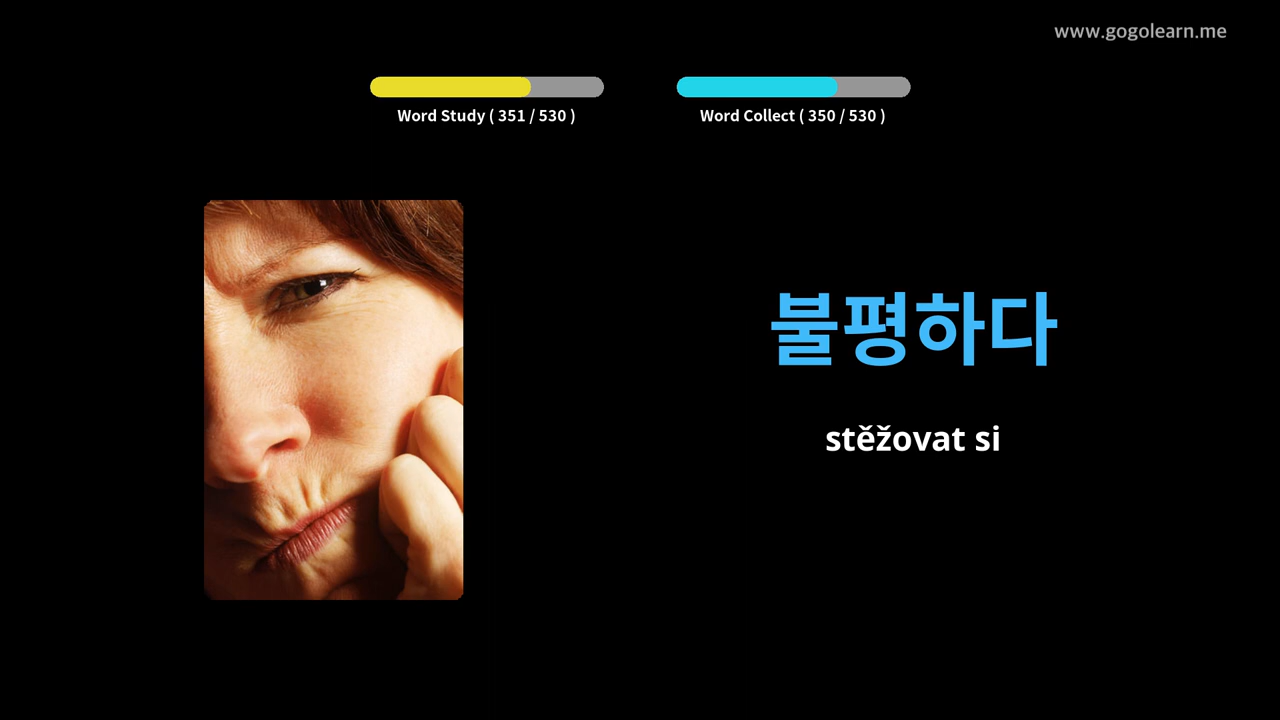 www.gogolearn.me
Word Study ( 351 / 530 )
Word Collect ( 350 / 530 )
불평하다
stěžovat si